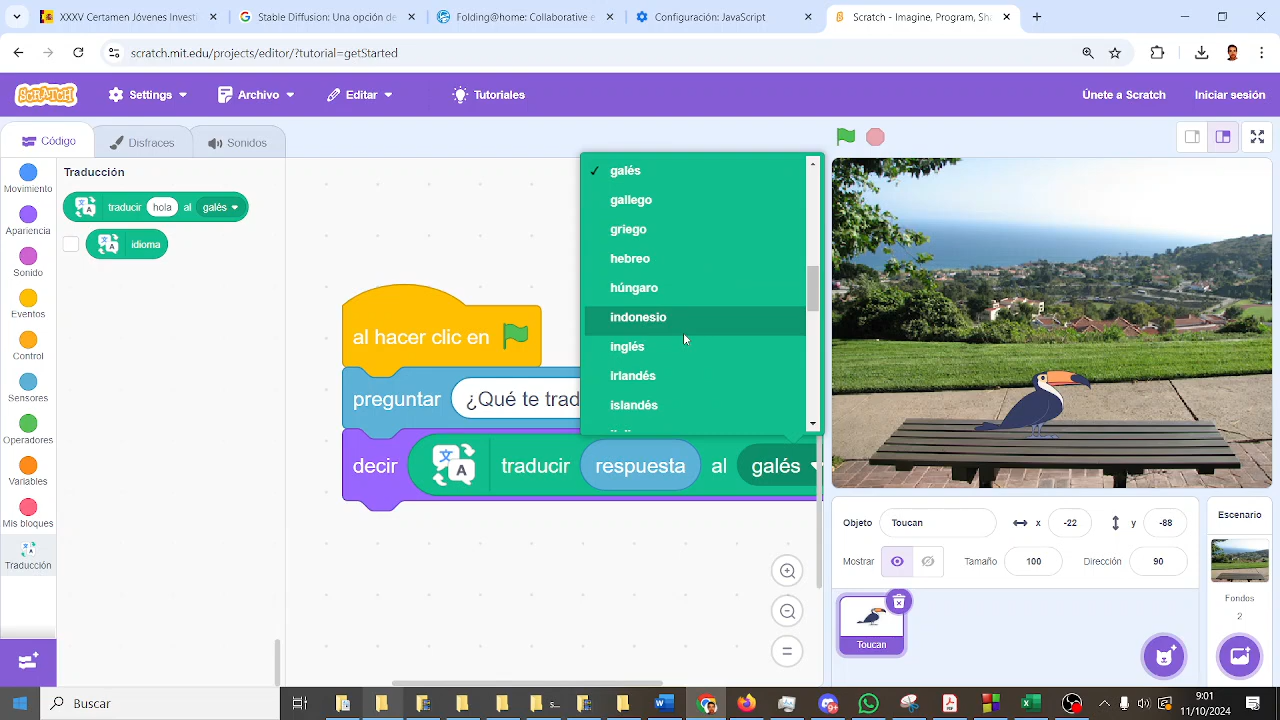 XXXV Certamen Jóvenes Investi
Stable Diffusion: Una opción de
Folding@home: Collaborative e
Configuración: JavaScript
Scratch - Imagine, Program, Sh
scratch.mit.edu/projects/editor/?tutorial=getStarted
SCRATCH
Settings
Archivo
Editar
Tutoriales
Únete a Scratch
Iniciar sesión
Código
Disfraces
Sonidos
Movimiento
Apariencia
Sonido
Eventos
Control
Sensores
Operadores
Variables
Mis bloques
Traducción
Traducción
traducir hola al galés
idioma
al hacer clic en
preguntar ¿Qué te trad
decir traducir respuesta al galés
✓ galés
gallego
griego
hebreo
húngaro
indonesio
inglés
irlandés
islandés
Objeto Toucan x -22 y -88
Mostrar Tamaño 100 Dirección 90
Toucan
Escenario
Fondos
2
Buscar
9:01
11/10/2024